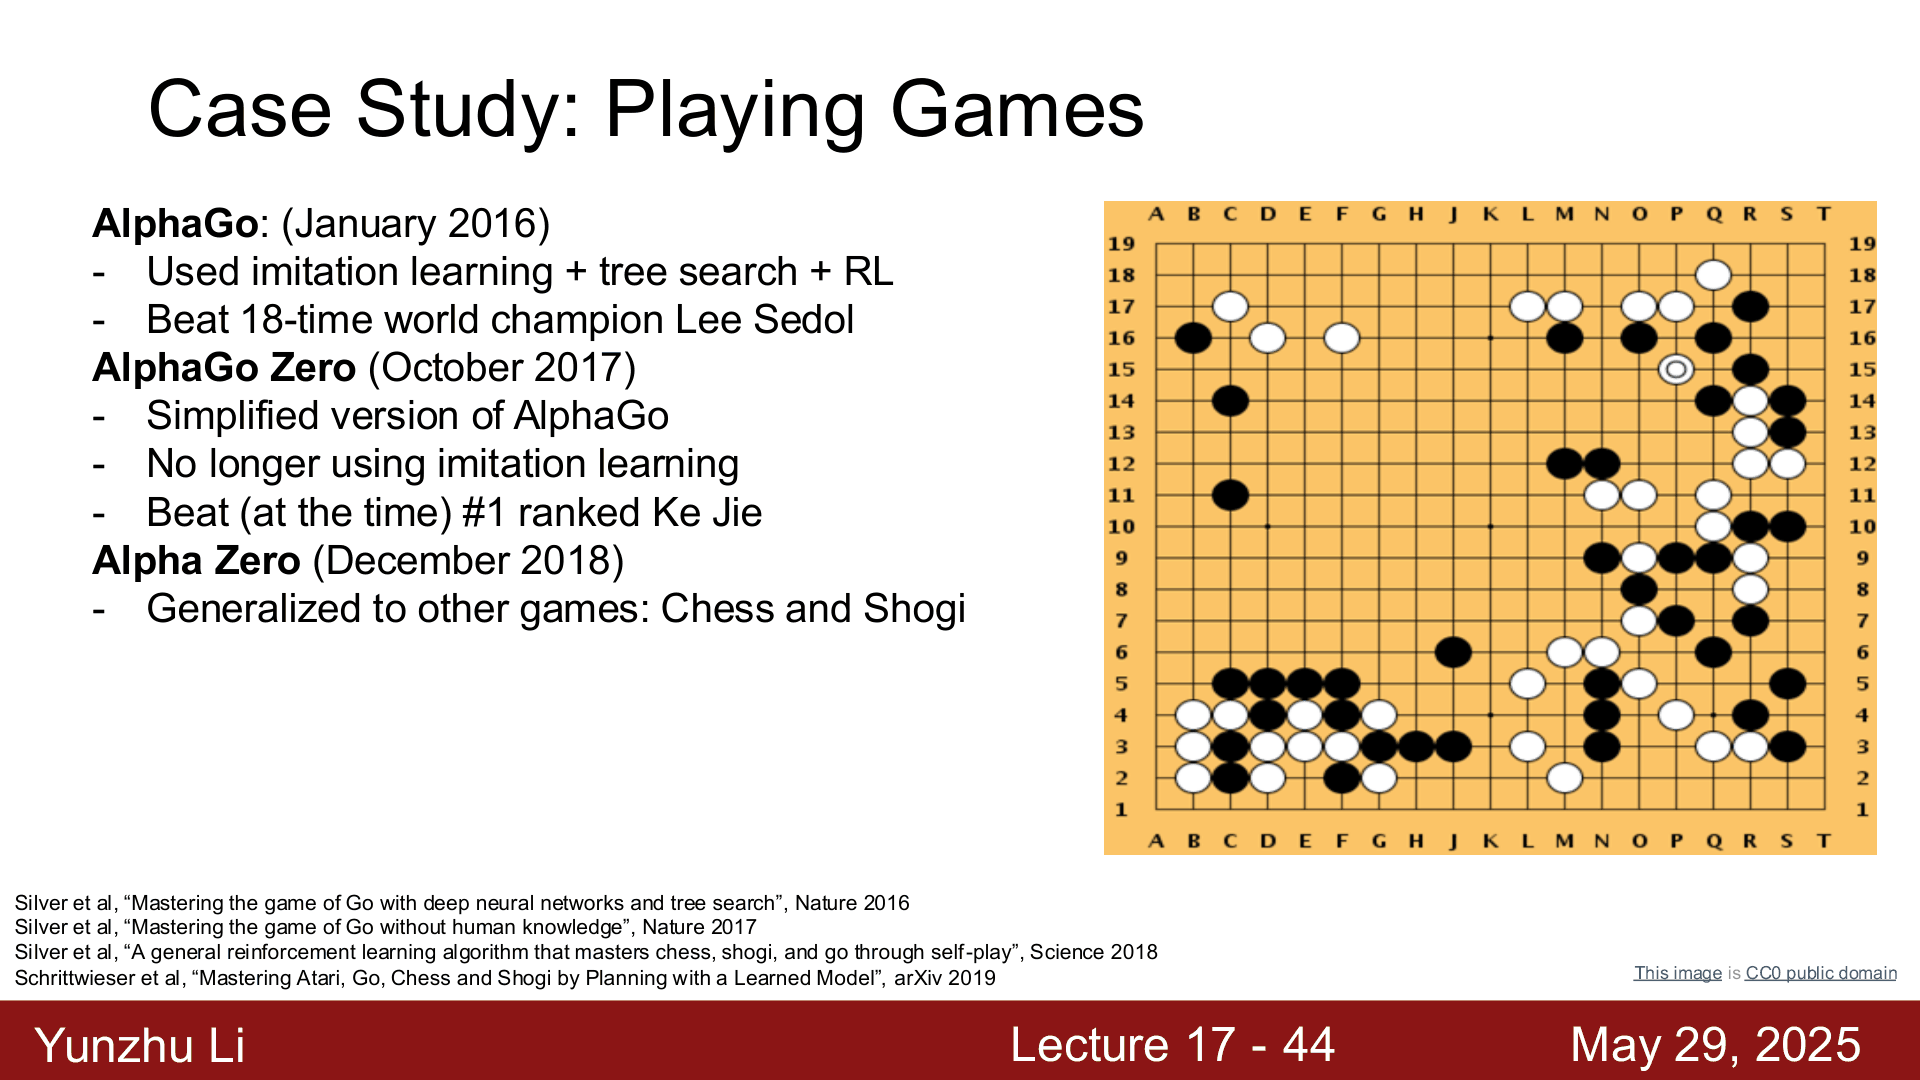 Case Study: Playing Games
AlphaGo: (January 2016)
- Used imitation learning + tree search + RL
- Beat 18-time world champion Lee Sedol
AlphaGo Zero (October 2017)
- Simplified version of AlphaGo
- No longer using imitation learning
- Beat (at the time) #1 ranked Ke Jie
Alpha Zero (December 2018)
- Generalized to other games: Chess and Shogi
A B C D E F G H J K L M N O P Q R S T
19 19
18 18
17 17
16 16
15 15
14 14
13 13
12 12
11 11
10 10
9 9
8 8
7 7
6 6
5 5
4 4
3 3
2 2
1 1
A B C D E F G H J K L M N O P Q R S T
Silver et al, “Mastering the game of Go with deep neural networks and tree search”, Nature 2016
Silver et al, “Mastering the game of Go without human knowledge”, Nature 2017
Silver et al, “A general reinforcement learning algorithm that masters chess, shogi, and go through self-play”, Science 2018
Schrittwieser et al, “Mastering Atari, Go, Chess and Shogi by Planning with a Learned Model”, arXiv 2019
This image is CC0 public domain
Yunzhu Li
Lecture 17 - 44
May 29, 2025